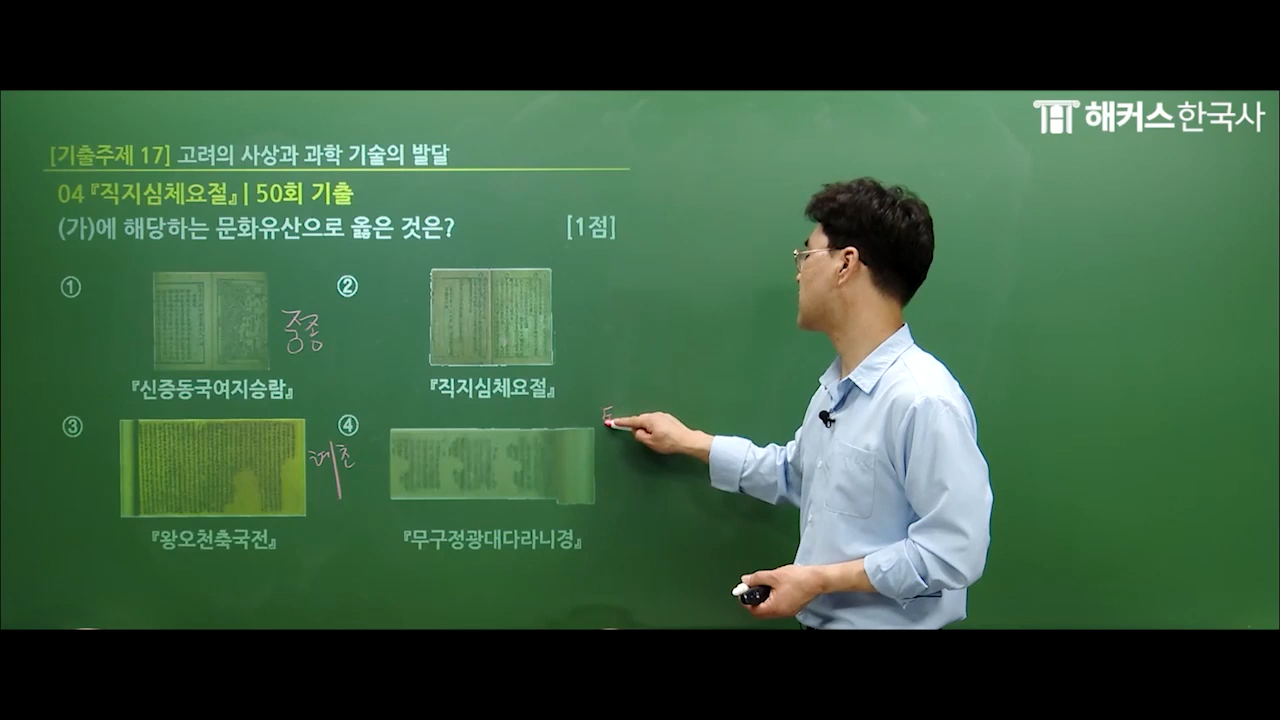 해커스한국사
[기출주제 17] 고려의 사상과 과학 기술의 발달
04 『직지심체요절』 | 50회 기출
(가)에 해당하는 문화유산으로 옳은 것은? [1점]
① ②
중종
『신증동국여지승람』 『직지심체요절』
③ ④
혜초
『왕오천축국전』 『무구정광대다라니경』